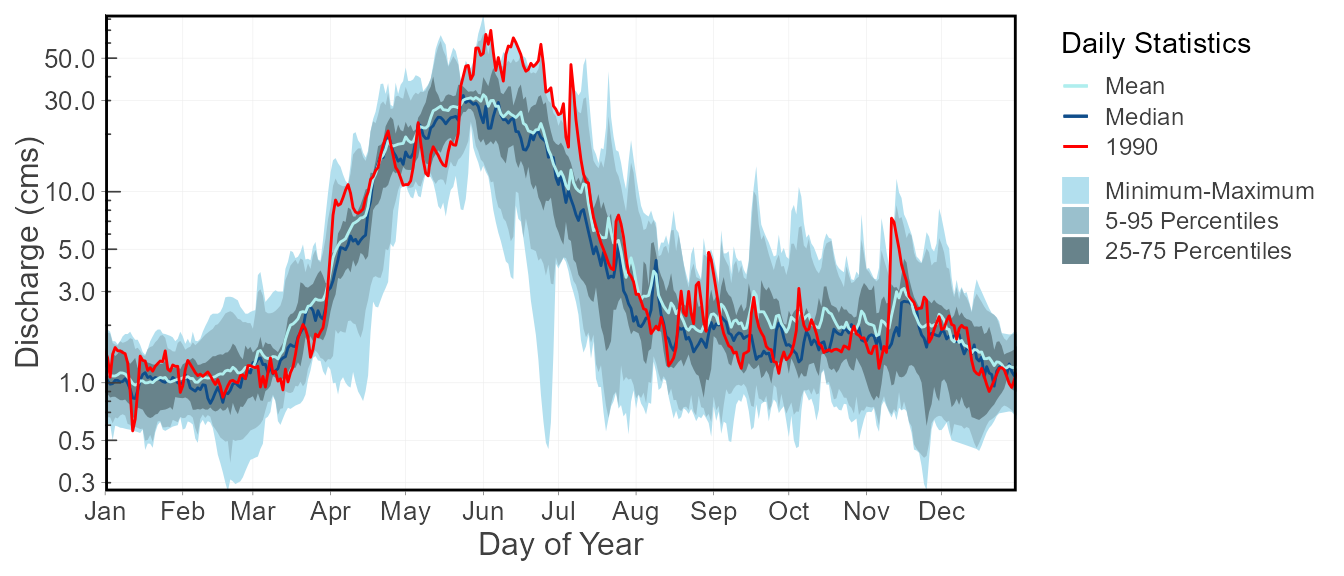 Daily Statistics
Mean
Median
1990
Minimum-Maximum
5-95 Percentiles
25-75 Percentiles
Discharge (cms)
50.0
30.0
10.0
5.0
3.0
1.0
0.5
0.3
Jan Feb Mar Apr May Jun Jul Aug Sep Oct Nov Dec
Day of Year